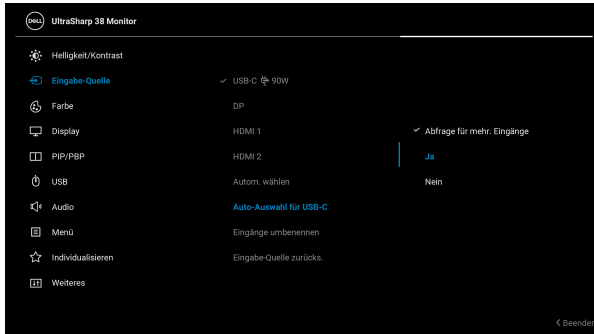 DELL UltraSharp 38 Monitor
Helligkeit/Kontrast
Eingabe-Quelle
Farbe
Display
PIP/PBP
USB
Audio
Menü
Individualisieren
Weiteres
USB-C 90W
DP
HDMI 1
HDMI 2
Autom. wählen
Auto-Auswahl für USB-C
Eingänge umbenennen
Eingabe-Quelle zurücks.
Abfrage für mehr. Eingänge
Ja
Nein
Beenden